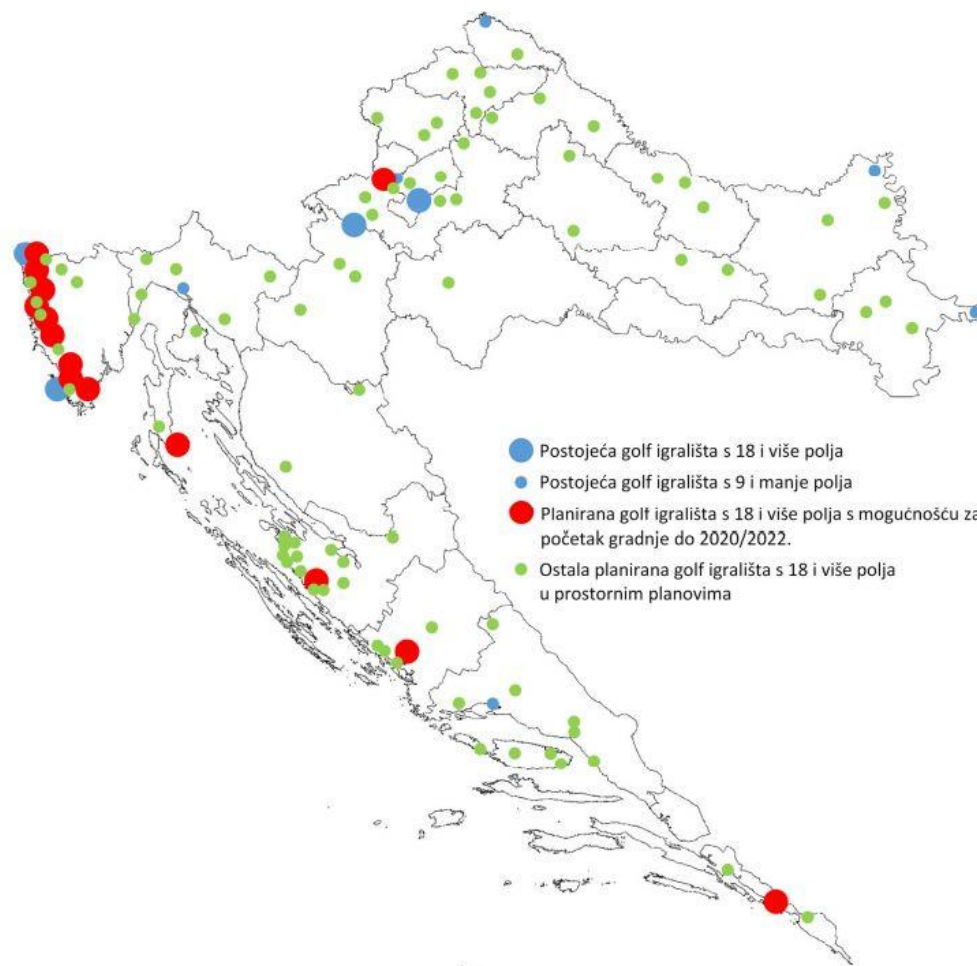 Postojeća golf igrališta s 18 i više polja
Postojeća golf igrališta s 9 i manje polja
Planirana golf igrališta s 18 i više polja s mogućnošću za
početak gradnje do 2020/2022.
Ostala planirana golf igrališta s 18 i više polja
u prostornim planovima